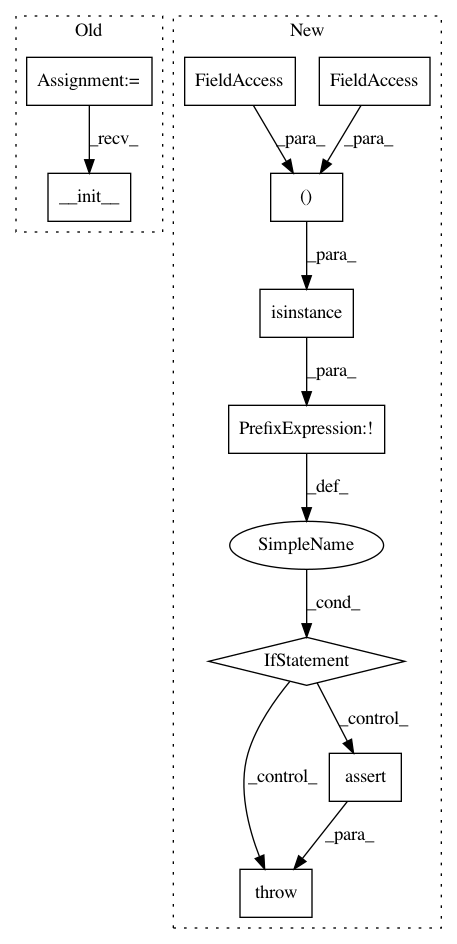 Old
New
Assignment:=
FieldAccess
FieldAccess
_recv_
_para_
_para_
__init__
()
_para_
isinstance
_para_
PrefixExpression:!
_def_
SimpleName
_cond_
IfStatement
_control_
_control_
assert
_para_
throw